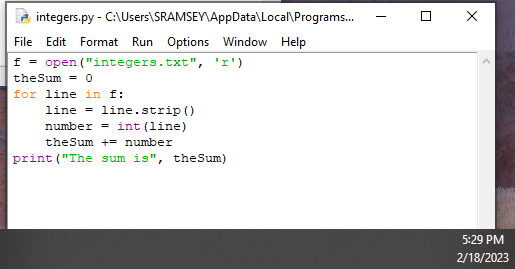 integers.py - C:\Users\SRAMSEY\AppData\Local\Programs...
File Edit Format Run Options Window Help
f = open("integers.txt", 'r')
theSum = 0
for line in f:
    line = line.strip()
    number = int(line)
    theSum += number
print("The sum is", theSum)
5:29 PM
2/18/2023